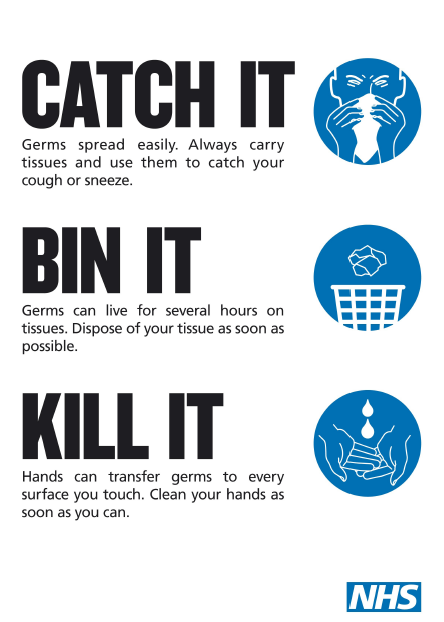 CATCH IT
Germs spread easily. Always carry
tissues and use them to catch your
cough or sneeze.
BIN IT
Germs can live for several hours on
tissues. Dispose of your tissue as soon as
possible.
KILL IT
Hands can transfer germs to every
surface you touch. Clean your hands as
soon as you can.
NHS